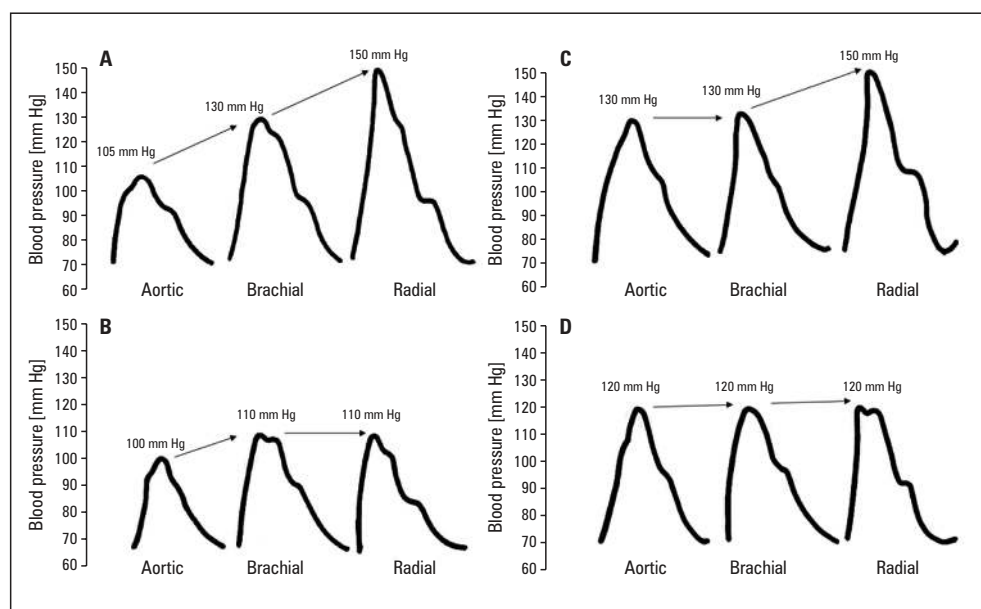 A
Blood pressure [mm Hg]
150
140
130
120
110
100
90
80
70
60
105 mm Hg
130 mm Hg
150 mm Hg
Aortic
Brachial
Radial
C
Blood pressure [mm Hg]
150
140
130
120
110
100
90
80
70
60
130 mm Hg
130 mm Hg
150 mm Hg
Aortic
Brachial
Radial
B
Blood pressure [mm Hg]
150
140
130
120
110
100
90
80
70
60
100 mm Hg
110 mm Hg
110 mm Hg
Aortic
Brachial
Radial
D
Blood pressure [mm Hg]
150
140
130
120
110
100
90
80
70
60
120 mm Hg
120 mm Hg
120 mm Hg
Aortic
Brachial
Radial